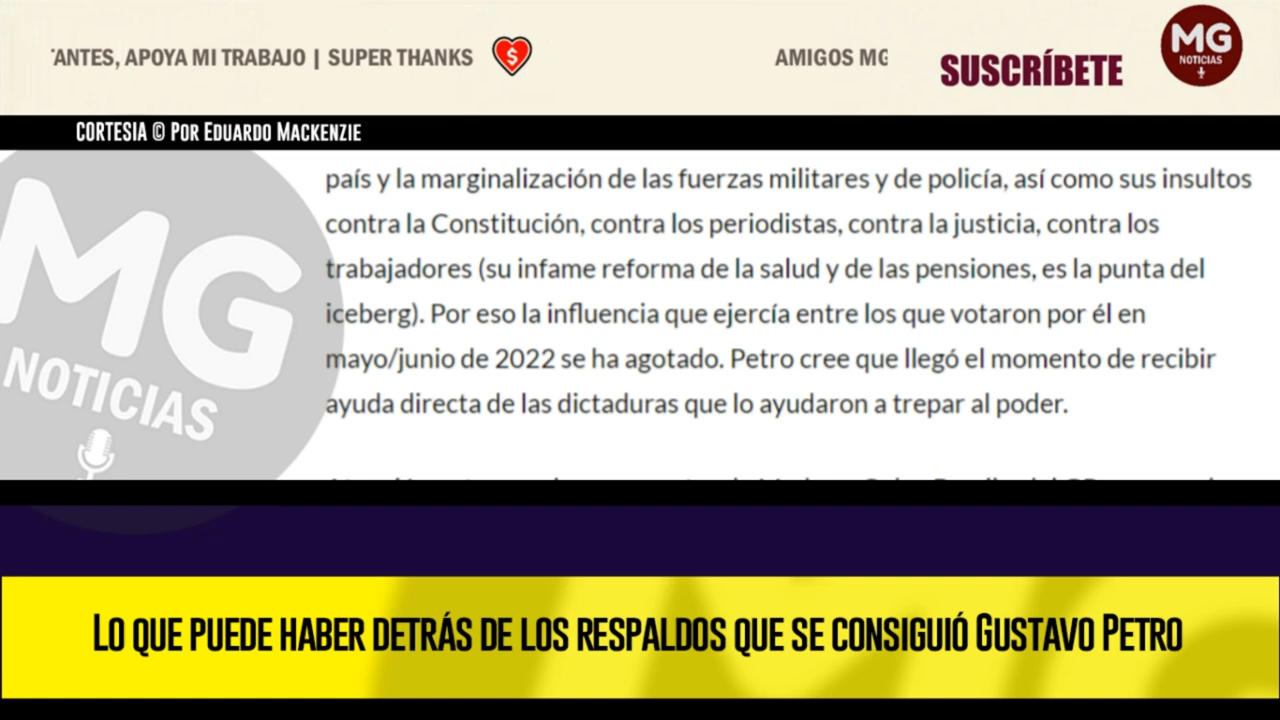 ANTES, APOYA MI TRABAJO | SUPER THANKS
AMIGOS MG
SUSCRÍBETE
MG
NOTICIAS
CORTESIA © POR EDUARDO MACKENZIE
país y la marginalización de las fuerzas militares y de policía, así como sus insultos
contra la Constitución, contra los periodistas, contra la justicia, contra los
trabajadores (su infame reforma de la salud y de las pensiones, es la punta del
iceberg). Por eso la influencia que ejercía entre los que votaron por él en
mayo/junio de 2022 se ha agotado. Petro cree que llegó el momento de recibir
ayuda directa de las dictaduras que lo ayudaron a trepar al poder.
MG
NOTICIAS
LO QUE PUEDE HABER DETRÁS DE LOS RESPALDOS QUE SE CONSIGUIÓ GUSTAVO PETRO